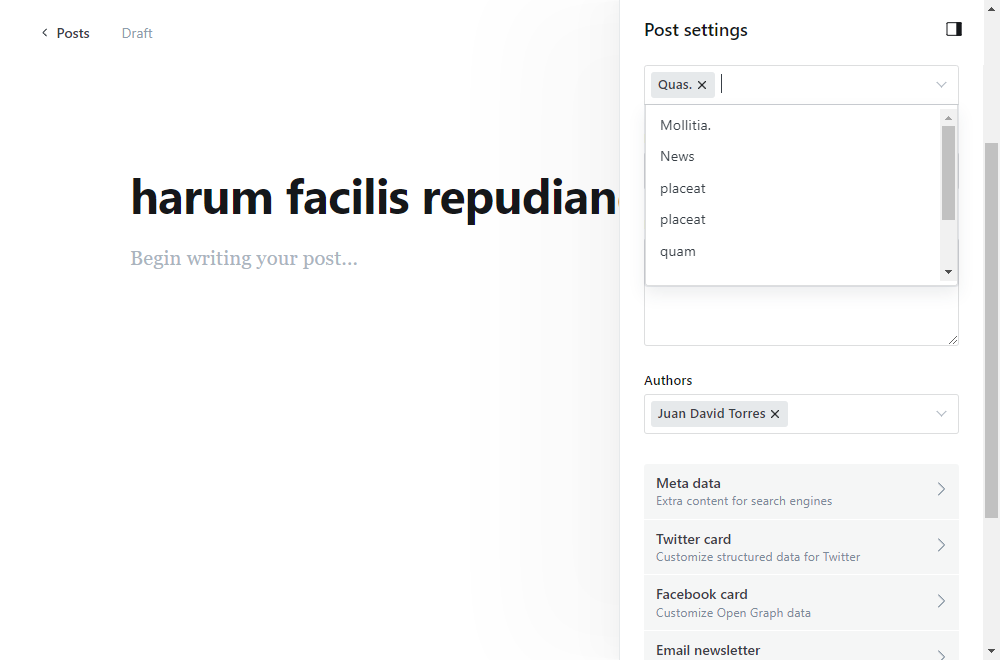 Posts
Draft
harum facilis repudian
Begin writing your post...
Post settings
Quas.
Mollitia.
News
placeat
placeat
quam
Authors
Juan David Torres
Meta data
Extra content for search engines
Twitter card
Customize structured data for Twitter
Facebook card
Customize Open Graph data
Email newsletter